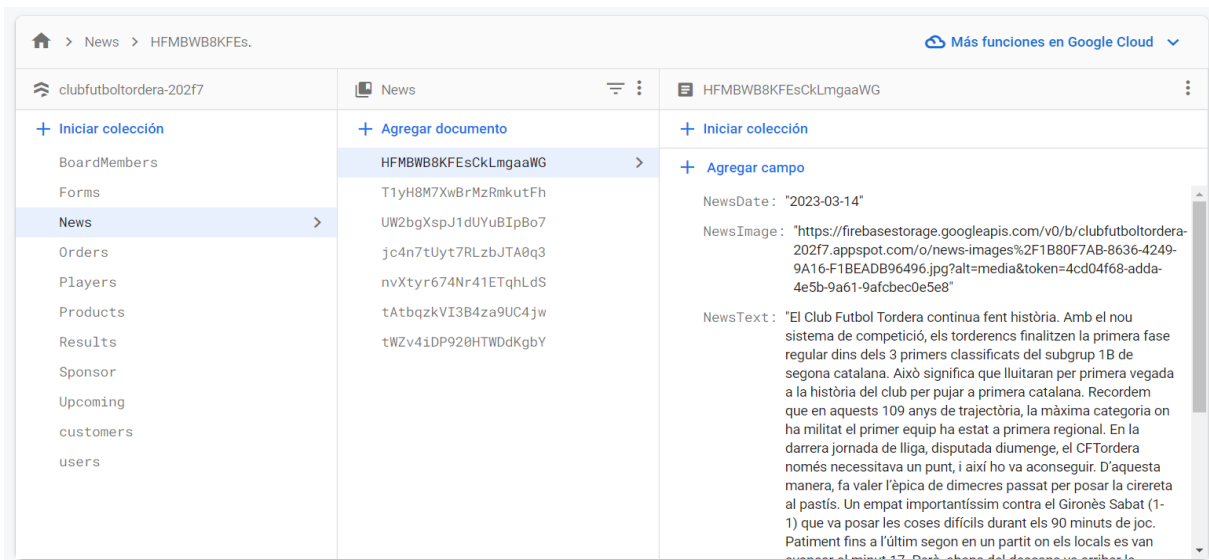 News > HFMBWB8KFEs.
Más funciones en Google Cloud
clubfutboltordera-202f7
News
HFMBWB8KFEsCkLmgaaWG
+ Iniciar colección
+ Agregar documento
+ Iniciar colección
BoardMembers
Forms
News
Orders
Players
Products
Results
Sponsor
Upcoming
customers
users
HFMBWB8KFEsCkLmgaaWG
T1yH8M7XwBrMzRmkutFh
UW2bgXspJ1dUYuBIpBo7
jc4n7tUyt7RLzbJTA0q3
nvXtyr674Nr41ETqhLdS
tAtbqzkVI3B4za9UC4jw
tWZv4iDP920HTWDdKgbY
+ Agregar campo
NewsDate: "2023-03-14"
NewsImage: "https://firebasestorage.googleapis.com/v0/b/clubfutboltordera-
202f7.appspot.com/o/news-images%2F1B80F7AB-8636-4249-
9A16-F1BEADB96496.jpg?alt=media&token=4cd04f68-adda-
4e5b-9a61-9afcbec0e5e8"
NewsText: "El Club Futbol Tordera continua fent història. Amb el nou
sistema de competició, els torderencs finalitzen la primera fase
regular dins dels 3 primers classificats del subgrup 1B de
segona catalana. Això significa que lluitaran per primera vegada
a la història del club per pujar a primera catalana. Recordem
que en aquests 109 anys de trajectòria, la màxima categoria on
ha militat el primer equip ha estat a primera regional. En la
darrera jornada de lliga, disputada diumenge, el CFTordera
només necessitava un punt, i així ho va aconseguir. D'aquesta
manera, fa valer l'èpica de dimecres passat per posar la cirereta
al pastís. Un empat importantíssim contra el Gironès Sabat (1-
1) que va posar les coses difícils durant els 90 minuts de joc.
Patiment fins a l'últim segon en un partit on els locals es van